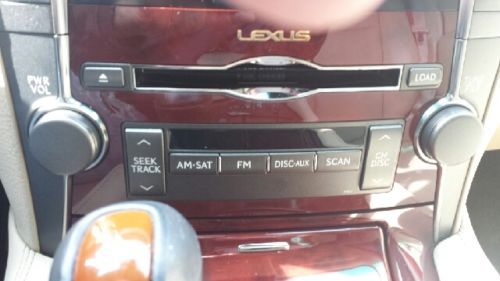 LEXUS
LOAD
PWR
VOL
SEEK
TRACK
AM•SAT
FM
DISC•AUX
SCAN
CH
DISC